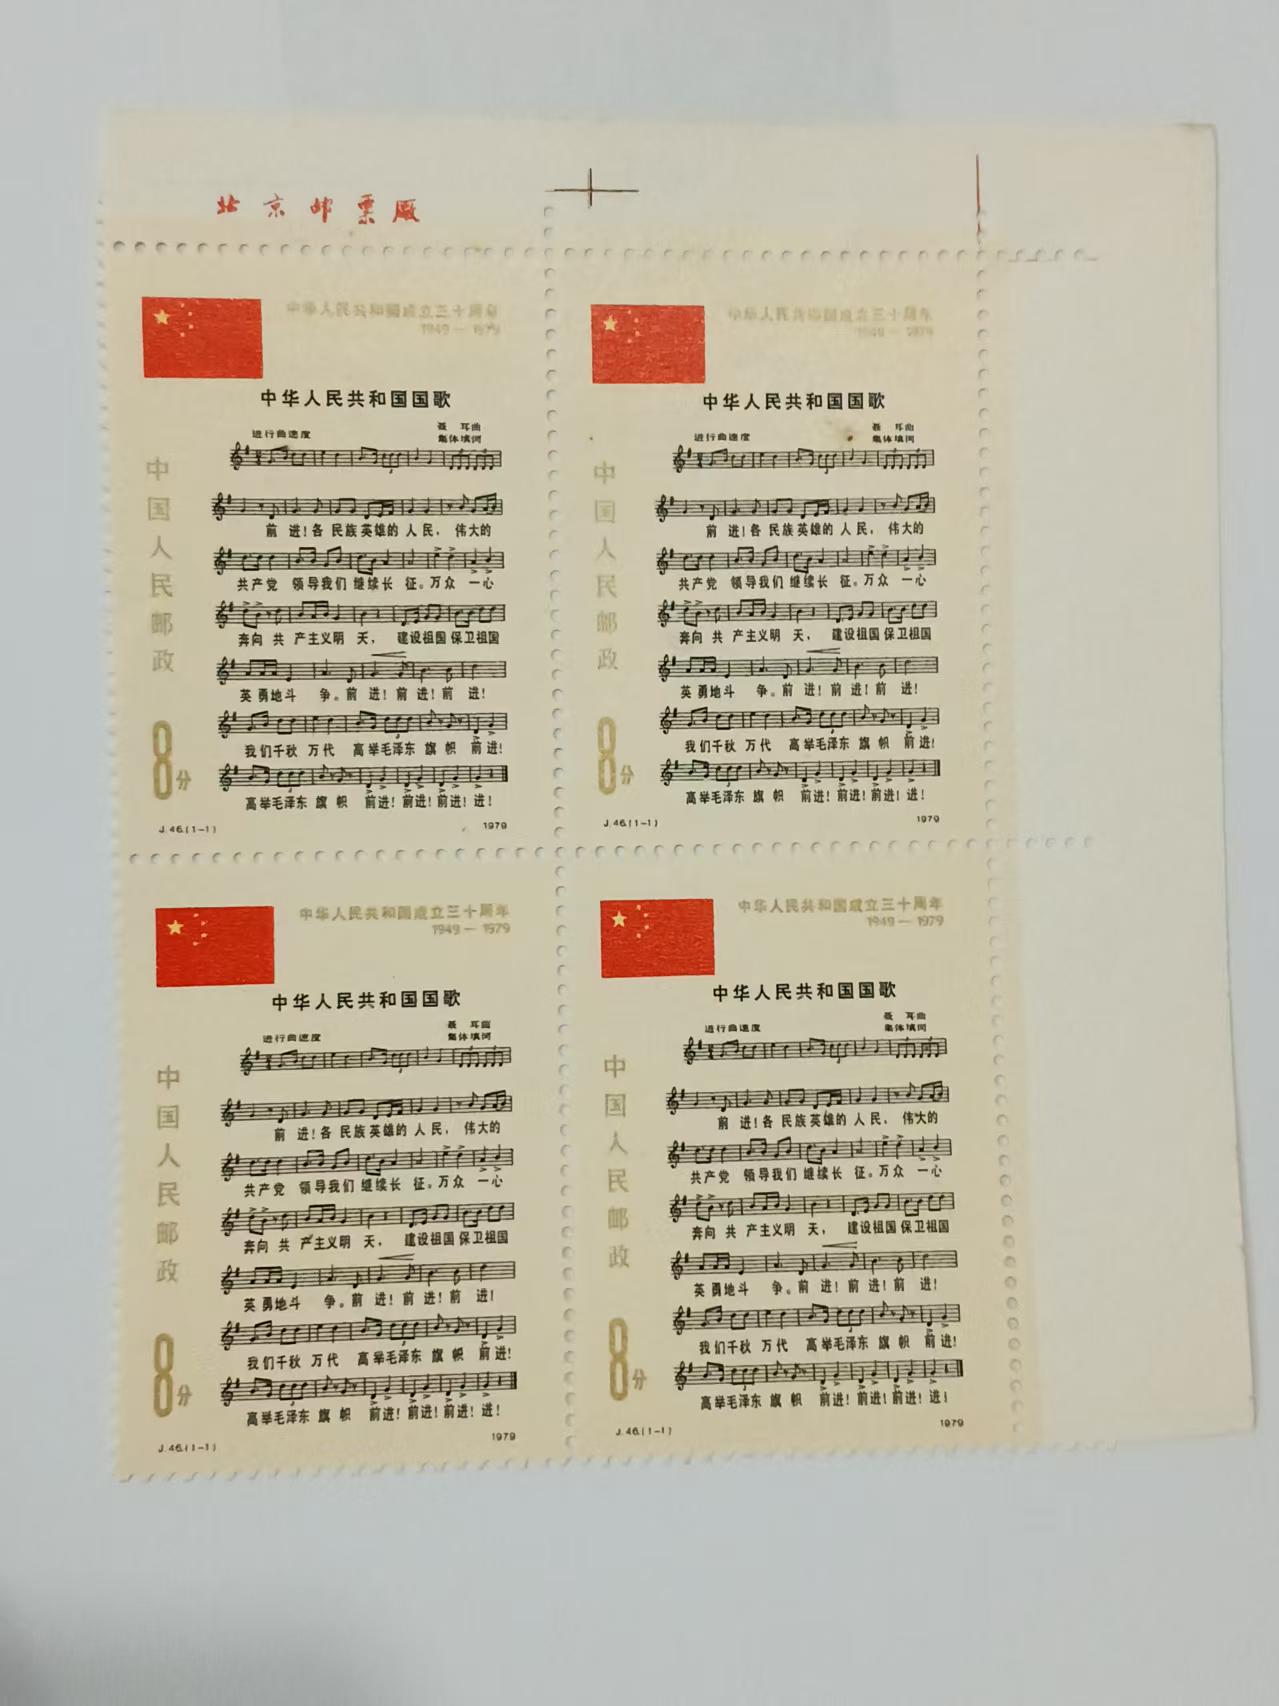 北京邮票厂
中华人民共和国成立三十周年
1949—1979
中华人民共和国国歌
进行曲速度
聂 耳曲
集体填词
前 进!各 民族英雄的 人民, 伟大的
共产党 领导我们 继续长 征。万众 一心
奔向 共 产主义明 天, 建设祖国保卫祖国
英勇地斗 争。前 进! 前 进! 前 进!
我们千秋 万代 高举毛泽东 旗 帜 前进!
高举毛泽东 旗 帜 前进! 前进! 前进! 进!
中国人民邮政
8分
J.46.(1-1)
1979
中华人民共和国成立三十周年
1949—1979
中华人民共和国国歌
进行曲速度
聂 耳曲
集体填词
前 进!各 民族英雄的 人民, 伟大的
共产党 领导我们 继续长 征。万众 一心
奔向 共 产主义明 天, 建设祖国保卫祖国
英勇地斗 争。前 进! 前 进! 前 进!
我们千秋 万代 高举毛泽东 旗 帜 前进!
高举毛泽东 旗 帜 前进! 前进! 前进! 进!
中国人民邮政
8分
J.46.(1-1)
1979
中华人民共和国成立三十周年
1949—1979
中华人民共和国国歌
进行曲速度
聂 耳曲
集体填词
前 进!各 民族英雄的 人民, 伟大的
共产党 领导我们 继续长 征。万众 一心
奔向 共 产主义明 天, 建设祖国保卫祖国
英勇地斗 争。前 进! 前 进! 前 进!
我们千秋 万代 高举毛泽东 旗 帜 前进!
高举毛泽东 旗 帜 前进! 前进! 前进! 进!
中国人民邮政
8分
J.46.(1-1)
1979
中华人民共和国成立三十周年
1949—1979
中华人民共和国国歌
进行曲速度
聂 耳曲
集体填词
前 进!各 民族英雄的 人民, 伟大的
共产党 领导我们 继续长 征。万众 一心
奔向 共 产主义明 天, 建设祖国保卫祖国
英勇地斗 争。前 进! 前 进! 前 进!
我们千秋 万代 高举毛泽东 旗 帜 前进!
高举毛泽东 旗 帜 前进! 前进! 前进! 进!
中国人民邮政
8分
J.46.(1-1)
1979